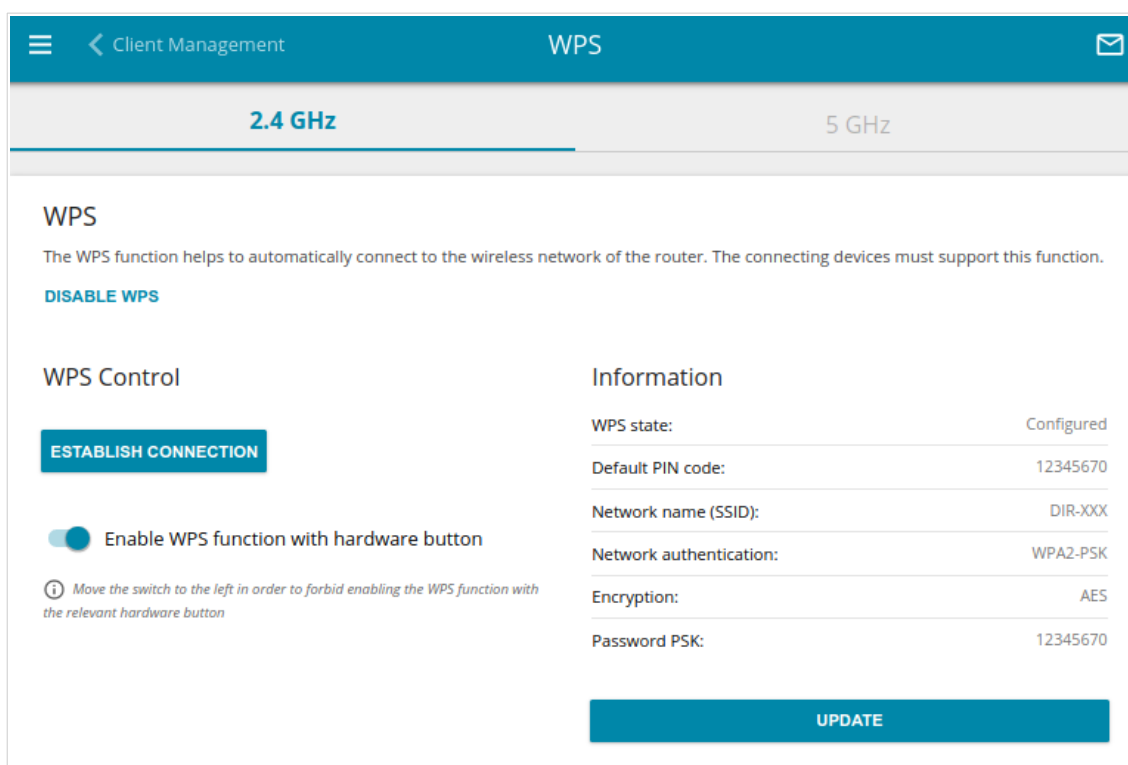 Client Management
WPS
2.4 GHz
5 GHz
WPS
The WPS function helps to automatically connect to the wireless network of the router. The connecting devices must support this function.
DISABLE WPS
WPS Control
ESTABLISH CONNECTION
Enable WPS function with hardware button
Move the switch to the left in order to forbid enabling the WPS function with
the relevant hardware button
Information
WPS state: Configured
Default PIN code: 12345670
Network name (SSID): DIR-XXX
Network authentication: WPA2-PSK
Encryption: AES
Password PSK: 12345670
UPDATE